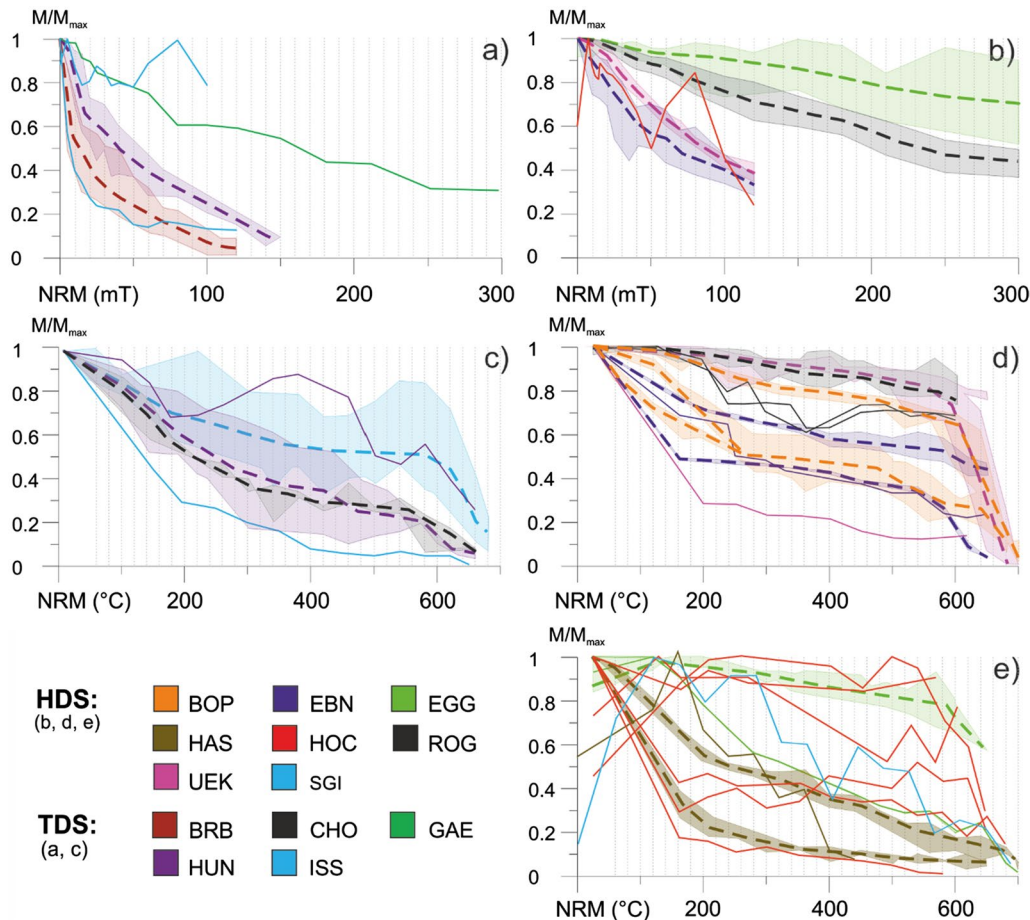 M/Mmax
a)
1
0.8
0.6
0.4
0.2
0
NRM (mT)
100
200
300
M/Mmax
b)
1
0.8
0.6
0.4
0.2
0
NRM (mT)
100
200
300
M/Mmax
c)
1
0.8
0.6
0.4
0.2
0
NRM (°C)
200
400
600
M/Mmax
d)
1
0.8
0.6
0.4
0.2
0
NRM (°C)
200
400
600
M/Mmax
e)
1
0.8
0.6
0.4
0.2
0
NRM (°C)
200
400
600
HDS:
(b, d, e)
BOP
EBN
EGG
HAS
HOC
ROG
UEK
SGI
TDS:
(a, c)
BRB
CHO
GAE
HUN
ISS